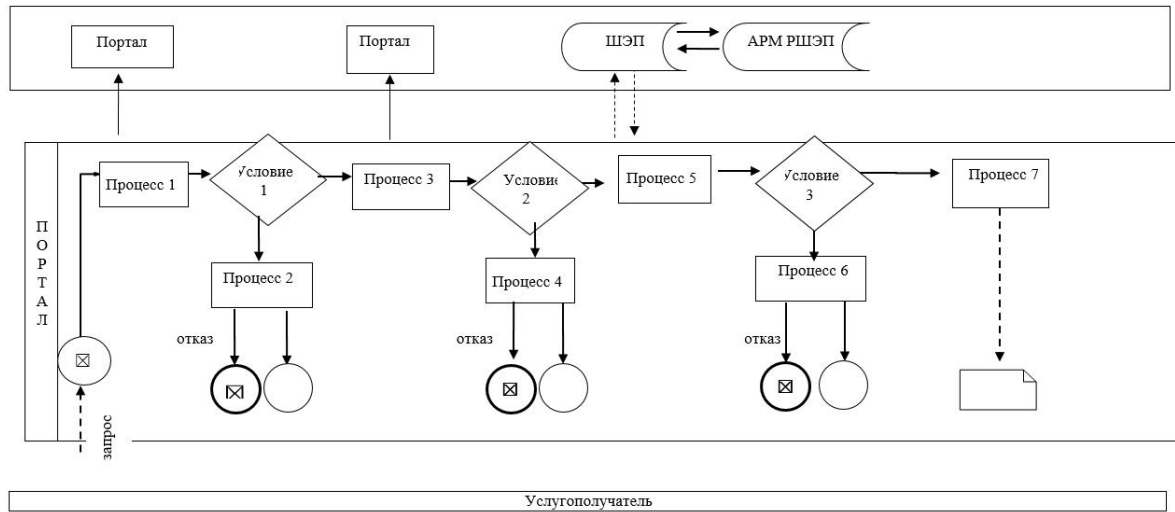 Портал
Портал
ШЭП
АРМ РШЭП
ПОРТАЛ
Процесс 1
Условие
1
Процесс 3
Условие
2
Процесс 5
Условие
3
Процесс 7
Процесс 2
Процесс 4
Процесс 6
отказ
отказ
отказ
запрос
Услугополучатель